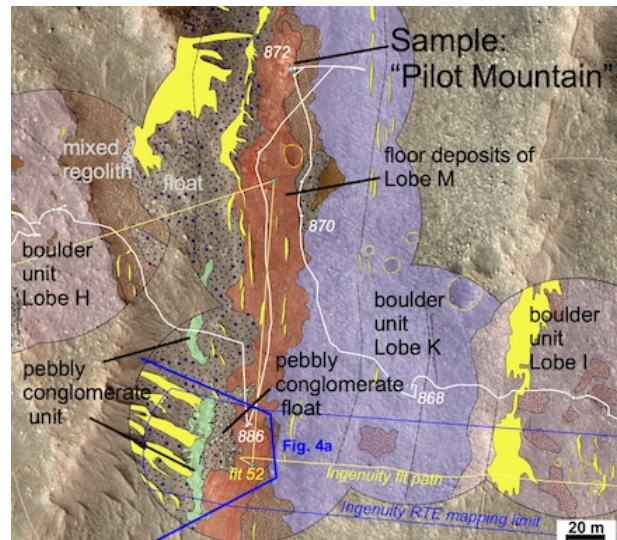 872
Sample:
"Pilot Mountain"
mixed
regolith
float
floor deposits of
Lobe M
870
boulder
unit
Lobe H
boulder
unit
Lobe K
boulder
unit
Lobe I
pebbly
conglomerate
unit
pebbly
conglomerate
float
868
886
Fig. 4a
flt 52
Ingenuity flt path
Ingenuity RTE mapping limit
20 m